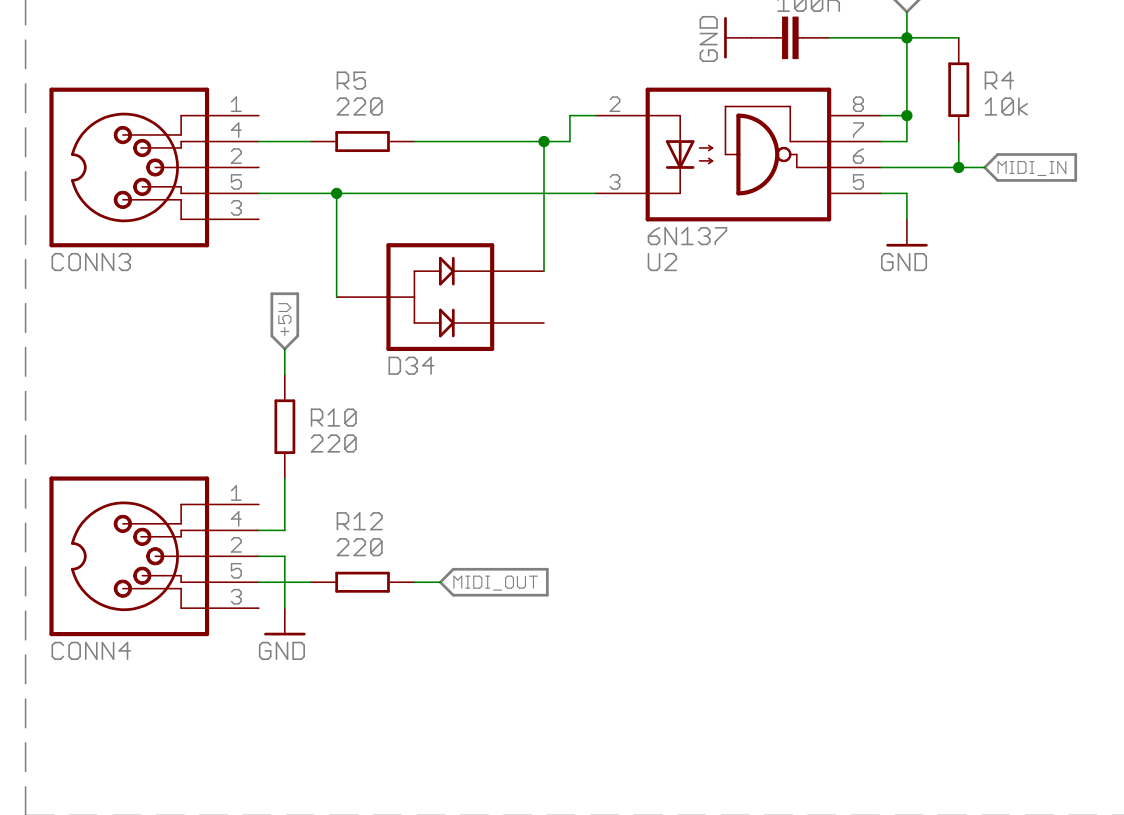 100n
GND
R5
220
R4
10k
1
4
2
5
3
2
3
8
7
6
5
MIDI_IN
CONN3
6N137
U2
GND
+5V
D34
R10
220
1
4
2
5
3
R12
220
MIDI_OUT
CONN4
GND